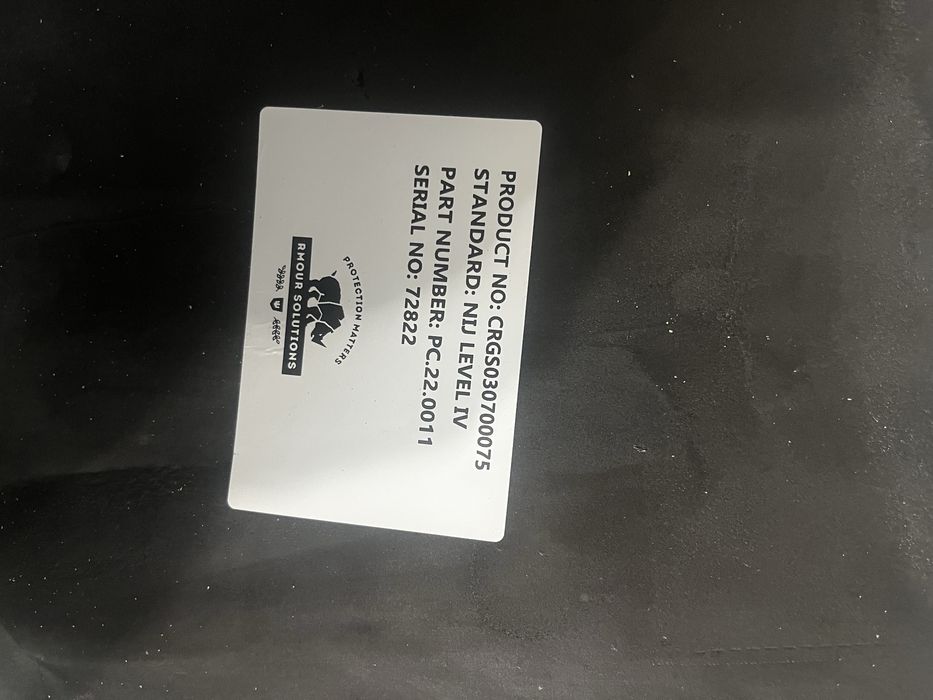 PRODUCT NO: CRGS030700075
STANDARD: NIJ LEVEL IV
PART NUMBER: PC.22.0011
SERIAL NO: 72822
PROTECTION MATTERS
RMOUR SOLUTIONS